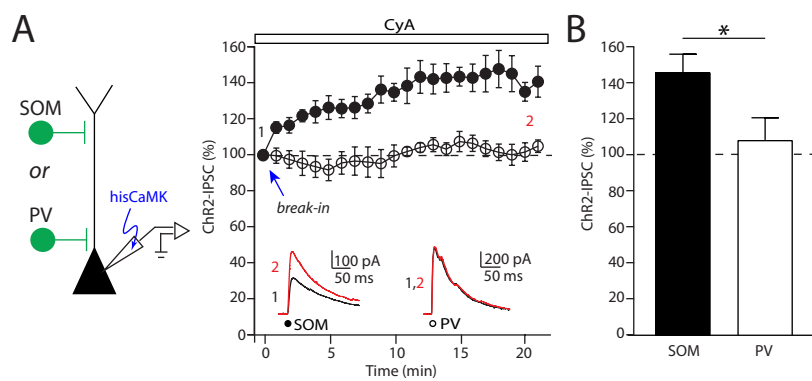 A
SOM
or
PV
hisCaMK
CyA
ChR2-IPSC (%)
160
140
120
100
80
60
40
20
0
1
2
break-in
2
1
100 pA
50 ms
SOM
1,2
200 pA
50 ms
PV
0
5
10
15
20
Time (min)
B
*
ChR2-IPSC (%)
160
140
120
100
80
60
40
20
0
SOM
PV